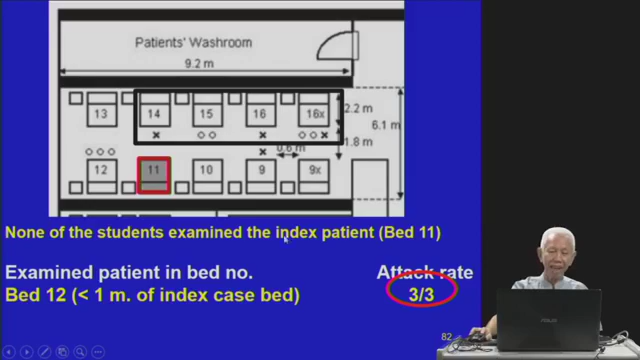 Patients' Washroom
9.2 m
13 14 15 16 16x
2.2 m
6.1 m
1.8 m
0.6 m
12 11 10 9 9x
None of the students examined the index patient (Bed 11)
Examined patient in bed no. Attack rate
Bed 12 (< 1 m. of index case bed) 3/3
82
ASUS